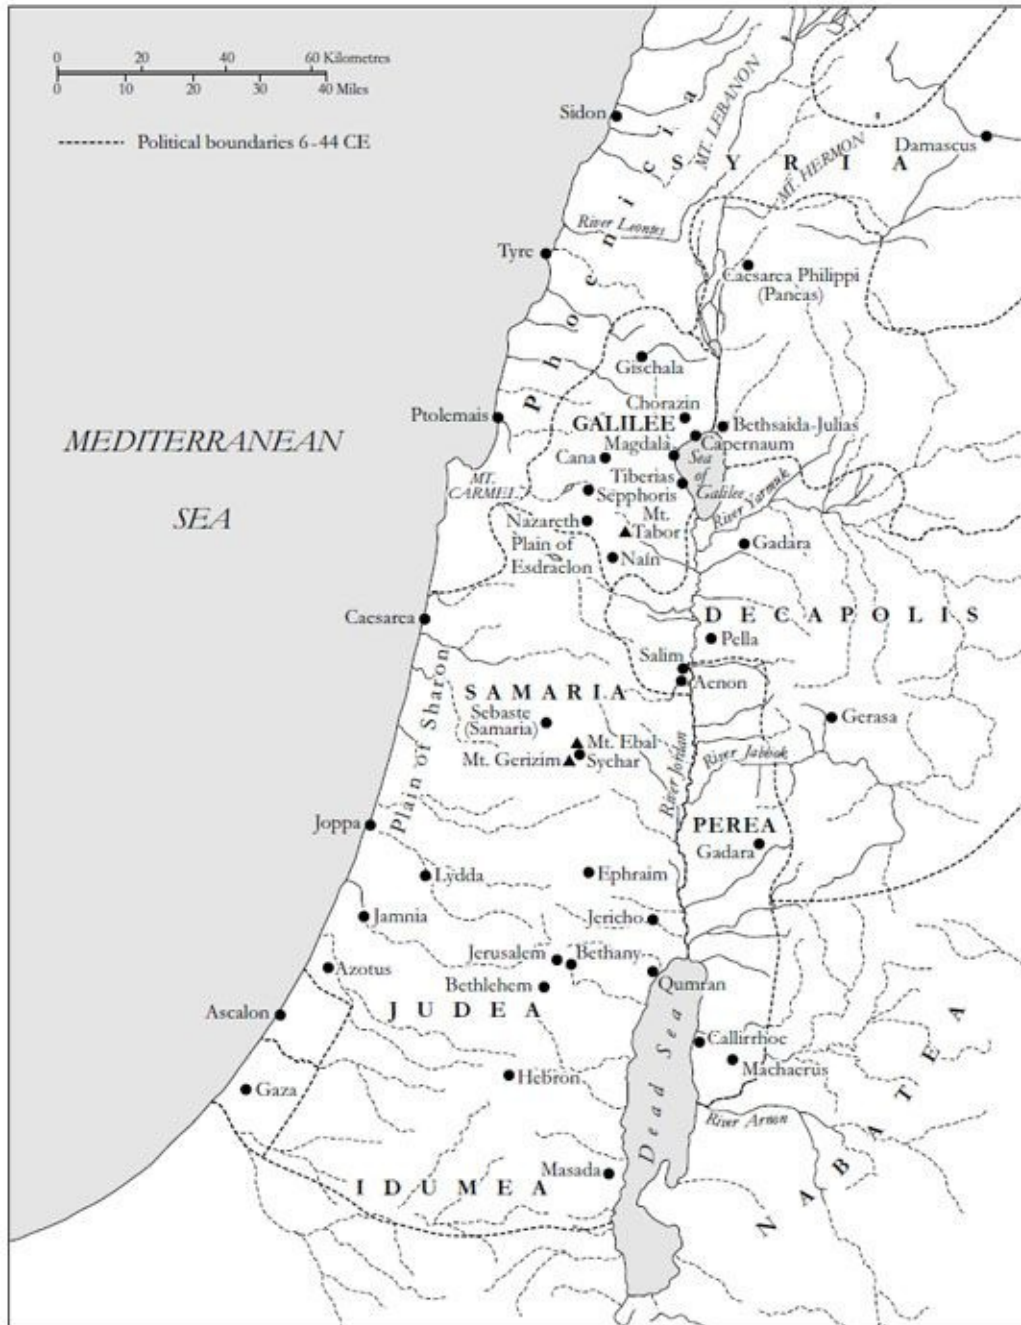 0 20 40 60 Kilometres
0 10 20 30 40 Miles
Political boundaries 6-44 CE
Sidon
Phoenicia
MT. LEBANON
Damascus
SYRIA
MT. HERMON
River Leontes
Tyre
Caesarea Philippi
(Paneas)
Gischala
Chorazin
Ptolemais
GALILEE
Bethsaida-Julias
MEDITERRANEAN
SEA
Magdala
Capernaum
Cana
Sea
of
Galilee
Tiberias
MT.
CARMEL
Sepphoris
River Yarmuk
Nazareth
Mt.
Tabor
Plain of
Esdraelon
Gadara
Nain
DECAPOLIS
Caesarea
Pella
Salim
Aenon
Plain of Sharon
SAMARIA
Sebaste
(Samaria)
Gerasa
Mt. Ebal
Mt. Gerizim
Sychar
River Jordan
River Jabbok
Joppa
PEREA
Gadara
Lydda
Ephraim
Jamnia
Jericho
Jerusalem
Bethany
Azotus
Bethlehem
Qumran
Ascalon
JUDEA
Callirrhoe
Machaerus
Gaza
Hebron
Dead Sea
River Arnon
NABATEA
Masada
IDUMEA